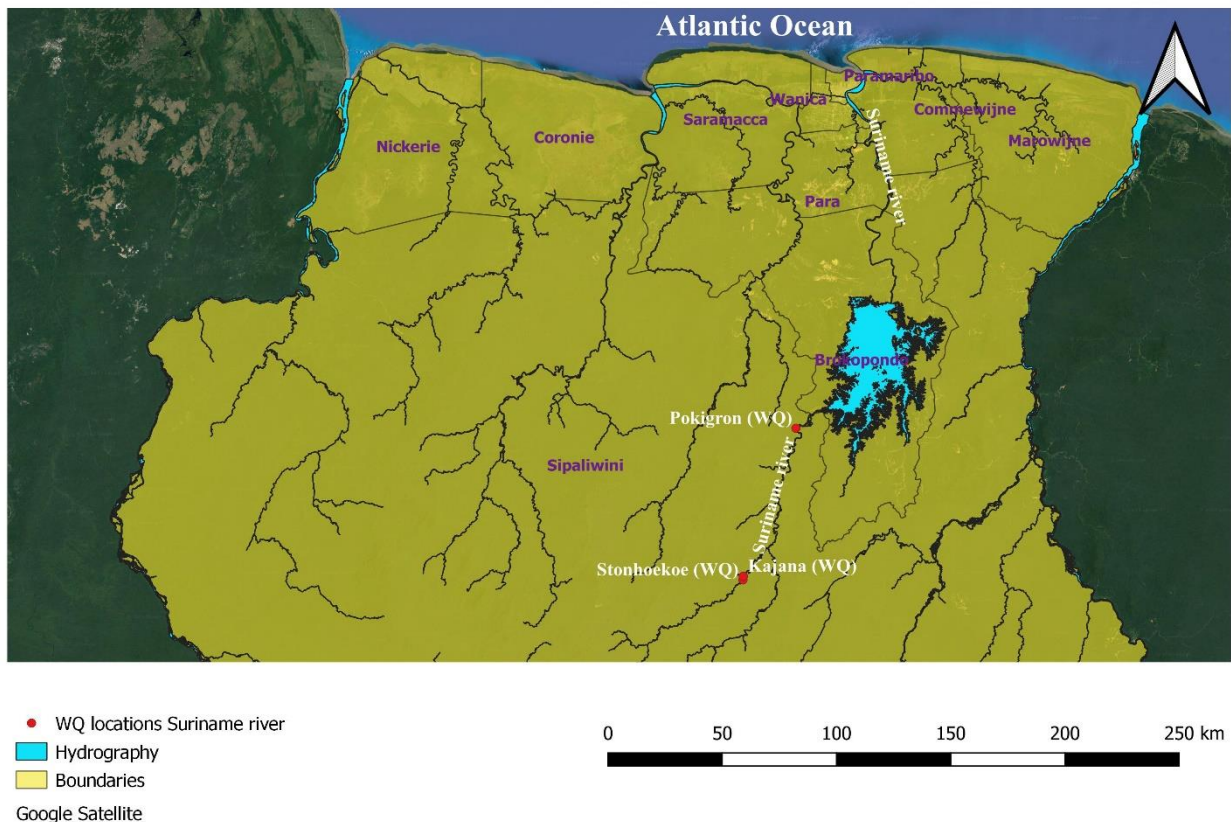 Atlantic Ocean
Paramaribo
Wanica
Commewijne
Saramacca
Coronie
Nickerie
Marowijne
Suriname river
Para
Brokopondo
Pokigron (WQ)
Sipaliwini
Suriname river
Stonhoekoe (WQ)
Kajana (WQ)
WQ locations Suriname river
Hydrography
Boundaries
Google Satellite
0 50 100 150 200 250 km